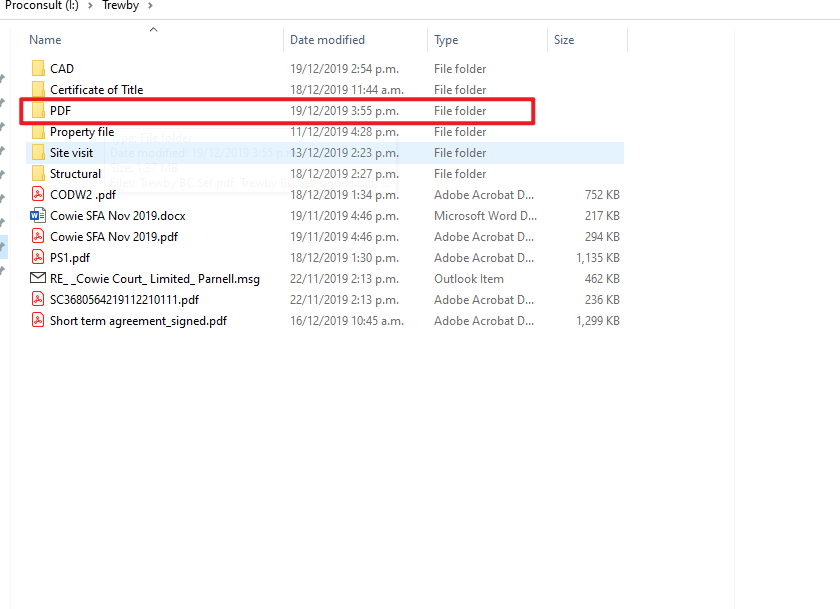 Proconsult (I:) > Trewby >
Name Date modified Type Size
CAD 19/12/2019 2:54 p.m. File folder
Certificate of Title 18/12/2019 11:44 a.m. File folder
PDF 19/12/2019 3:55 p.m. File folder
Property file 11/12/2019 4:28 p.m. File folder
Type: File folder
Site visit 13/12/2019 2:23 p.m. File folder
Date modified: 19/12/2019 3:55 p.m.
Size: 1.57 MB
Structural 18/12/2019 2:27 p.m. File folder
Files: Trewby BC Set.pdf, Trewby
CODW2 .pdf 18/12/2019 1:34 p.m. Adobe Acrobat D... 752 KB
Cowie SFA Nov 2019.docx 19/11/2019 4:46 p.m. Microsoft Word D... 217 KB
Cowie SFA Nov 2019.pdf 19/11/2019 4:46 p.m. Adobe Acrobat D... 294 KB
PS1.pdf 18/12/2019 1:30 p.m. Adobe Acrobat D... 1,135 KB
RE_ _Cowie Court_ Limited_ Parnell.msg 22/11/2019 2:13 p.m. Outlook Item 462 KB
SC3680564219112210111.pdf 22/11/2019 2:13 p.m. Adobe Acrobat D... 236 KB
Short term agreement_signed.pdf 16/12/2019 10:45 a.m. Adobe Acrobat D... 1,299 KB